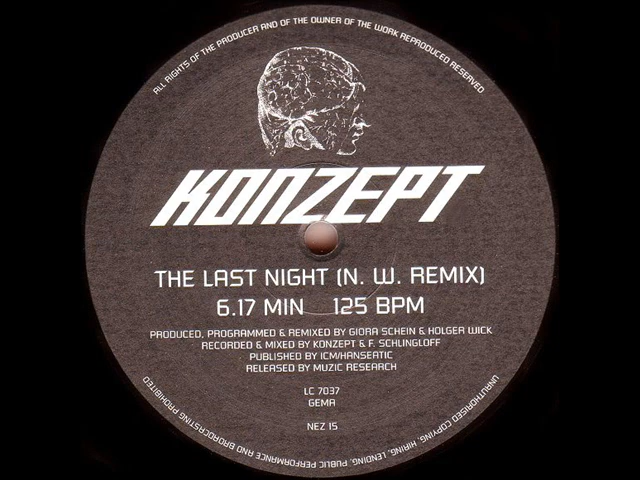 ALL RIGHTS OF THE PRODUCER AND OF THE OWNER OF THE WORK REPRODUCED RESERVED
KONZEPT
THE LAST NIGHT (N. W. REMIX)
6.17 MIN 125 BPM
PRODUCED, PROGRAMMED & REMIXED BY GIORA SCHEIN & HOLGER WICK
RECORDED & MIXED BY KONZEPT & F. SCHLINGLOFF
PUBLISHED BY ICM/HANSEATIC
RELEASED BY MUZIC RESEARCH
LC 7037
GEMA
NEZ 15
UNAUTHORISED COPYING, HIRING, LENDING, PUBLIC PERFORMANCE AND BROADCASTING PROHIBITED